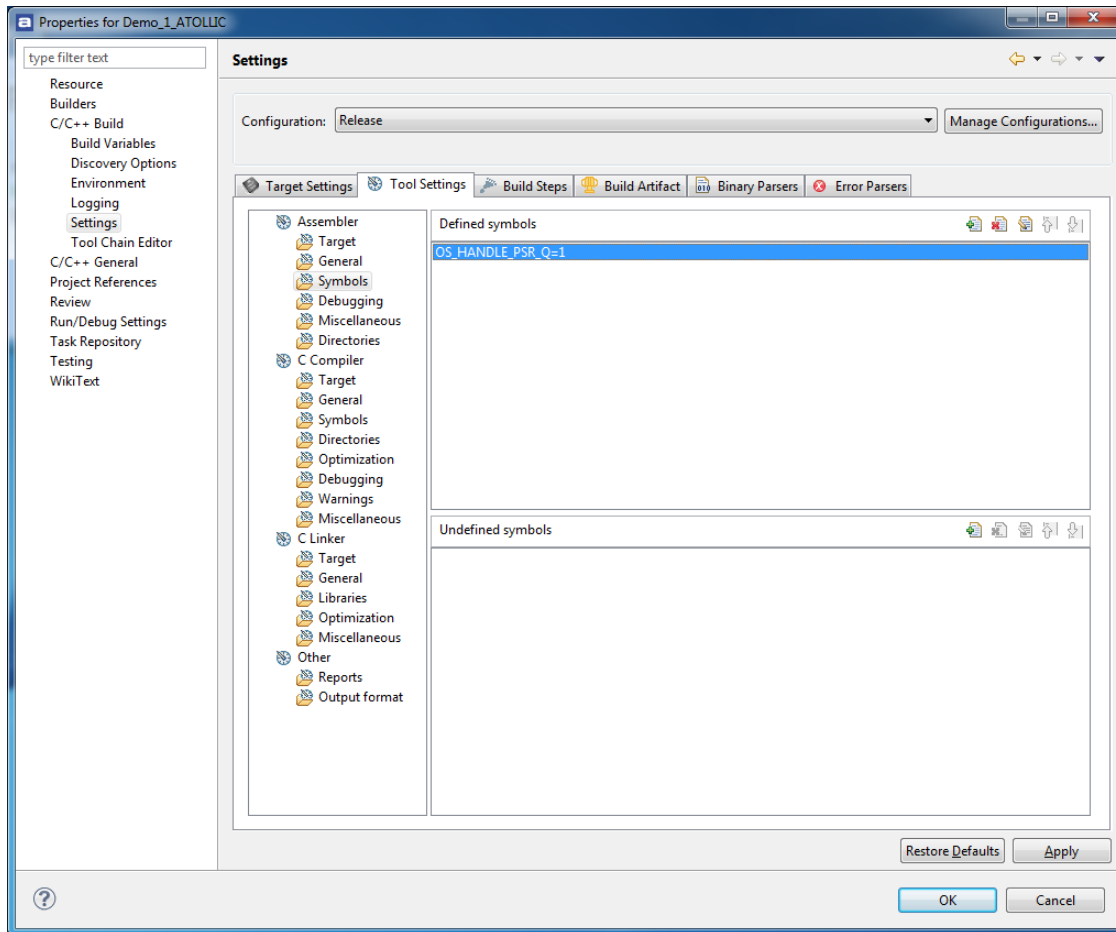 Properties for Demo_1_ATOLLIC
type filter text
Resource
Builders
C/C++ Build
Build Variables
Discovery Options
Environment
Logging
Settings
Tool Chain Editor
C/C++ General
Project References
Review
Run/Debug Settings
Task Repository
Testing
WikiText
Settings
Configuration: Release Manage Configurations...
Target Settings Tool Settings Build Steps Build Artifact Binary Parsers Error Parsers
Assembler
Target
General
Symbols
Debugging
Miscellaneous
Directories
C Compiler
Target
General
Symbols
Directories
Optimization
Debugging
Warnings
Miscellaneous
C Linker
Target
General
Libraries
Optimization
Miscellaneous
Other
Reports
Output format
Defined symbols
OS_HANDLE_PSR_Q=1
Undefined symbols
Restore Defaults Apply
OK Cancel